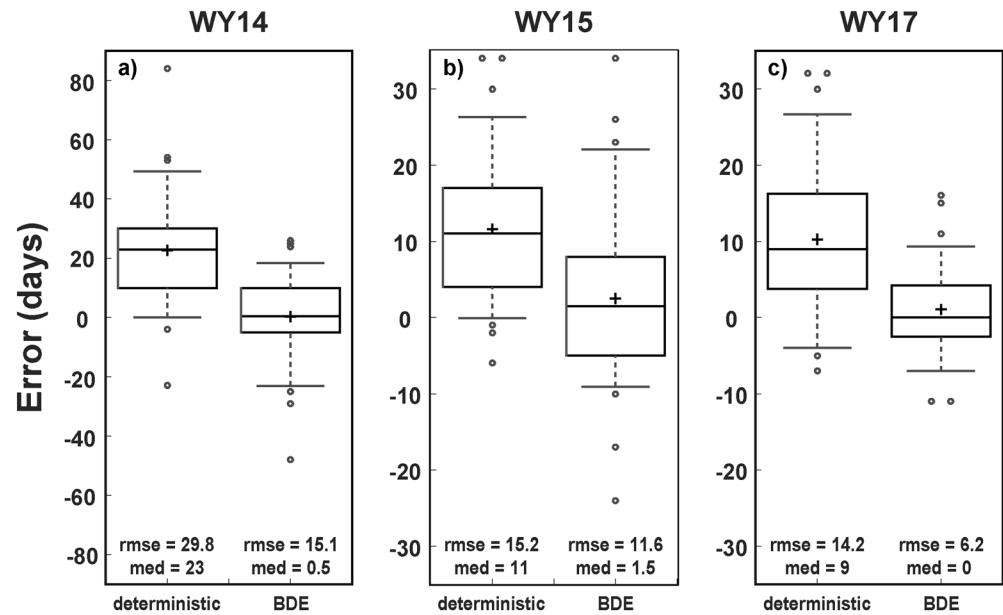 WY14
WY15
WY17
Error (days)
a)
80
60
40
20
0
-20
-40
-60
-80
rmse = 29.8
med = 23
rmse = 15.1
med = 0.5
deterministic
BDE
b)
30
20
10
0
-10
-20
-30
rmse = 15.2
med = 11
rmse = 11.6
med = 1.5
deterministic
BDE
c)
30
20
10
0
-10
-20
-30
rmse = 14.2
med = 9
rmse = 6.2
med = 0
deterministic
BDE